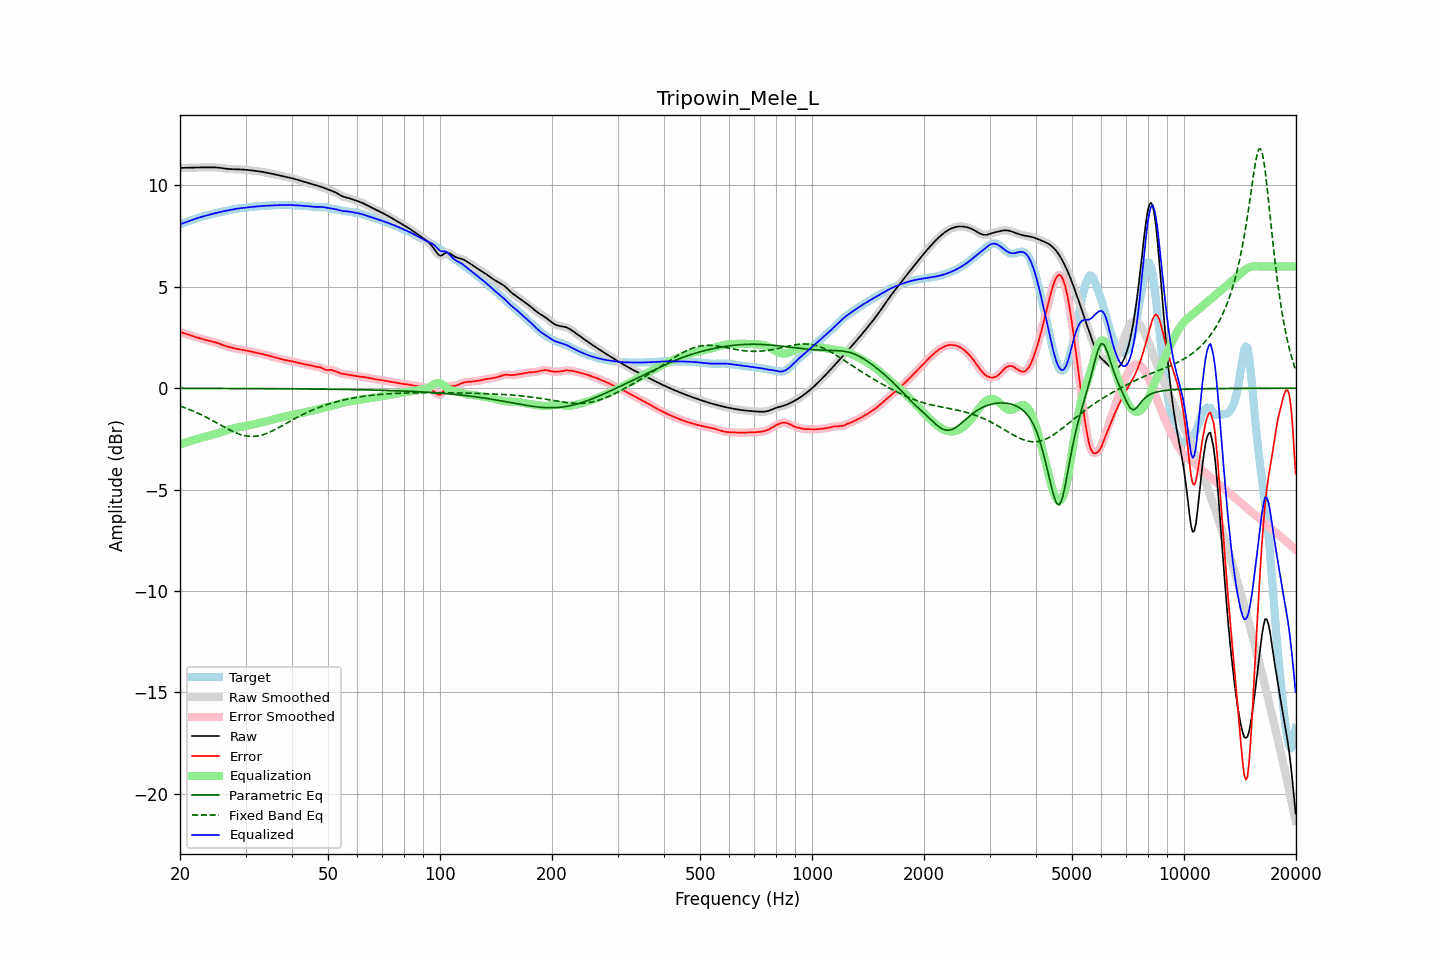 Tripowin_Mele_L
Amplitude (dBr)
10
5
0
−5
−10
−15
−20
Target
Raw Smoothed
Error Smoothed
Raw
Error
Equalization
Parametric Eq
Fixed Band Eq
Equalized
20 50 100 200 500 1000 2000 5000 10000 20000
Frequency (Hz)